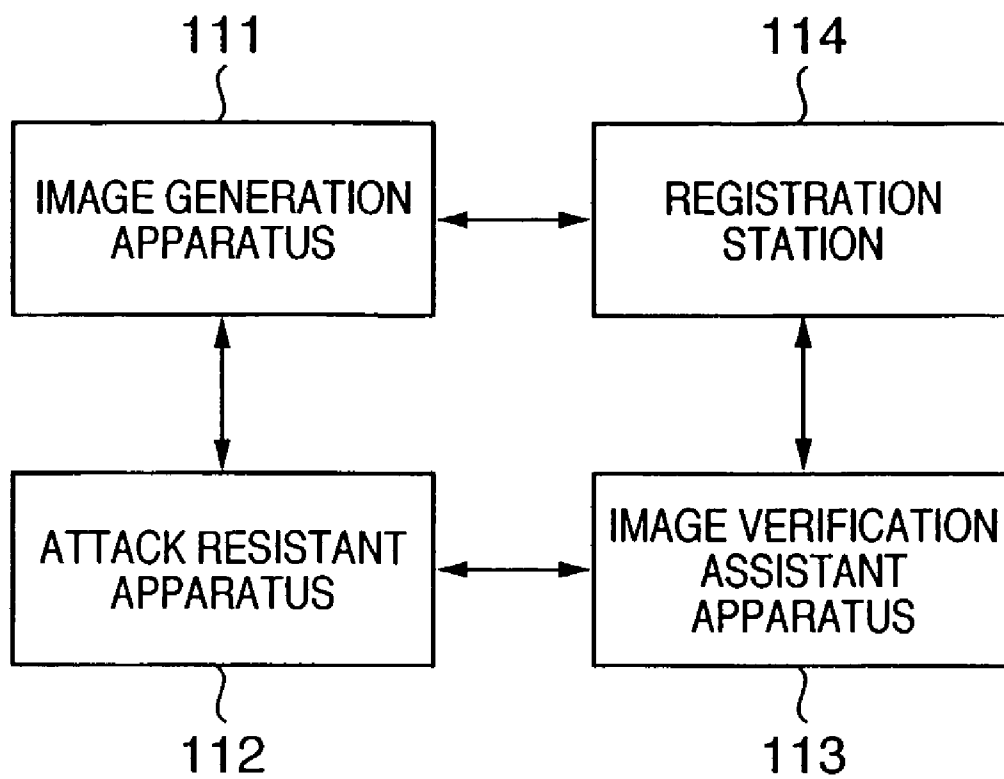 111
114
IMAGE GENERATION
APPARATUS
REGISTRATION
STATION
ATTACK RESISTANT
APPARATUS
IMAGE VERIFICATION
ASSISTANT
APPARATUS
112
113